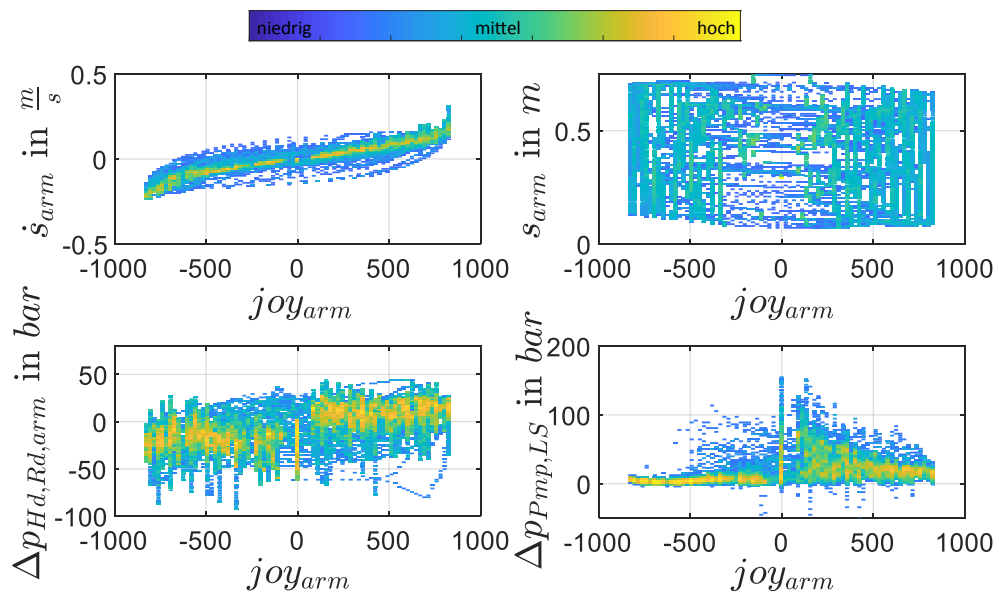 niedrig mittel hoch
ṡ_arm in m/s
0.5
0
-0.5
-1000 -500 0 500 1000
joy_arm
s_arm in m
0.5
0
-1000 -500 0 500 1000
joy_arm
Δp_Hd,Rd,arm in bar
50
0
-50
-100
-1000 -500 0 500 1000
joy_arm
Δp_Pmp,LS in bar
200
100
0
-1000 -500 0 500 1000
joy_arm